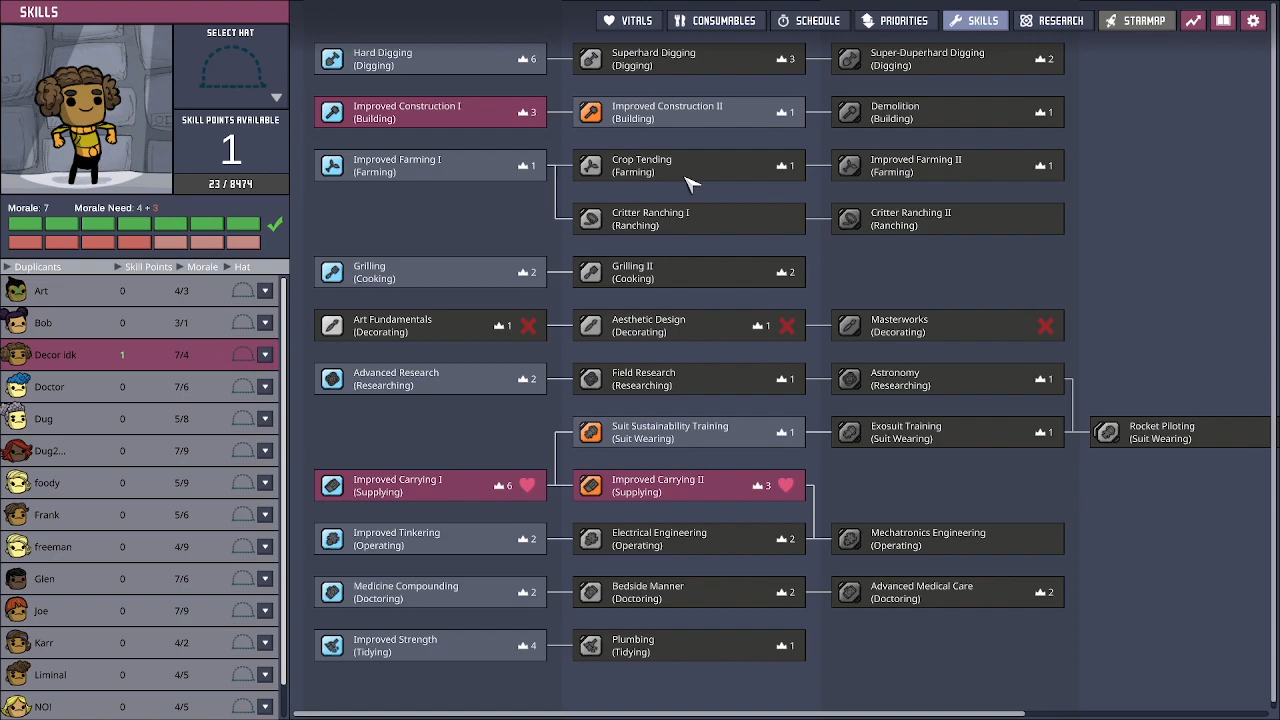 SKILLS
VITALS
CONSUMABLES
SCHEDULE
PRIORITIES
SKILLS
RESEARCH
STARMAP
SELECT HAT
SKILL POINTS AVAILABLE
1
23 / 8474
Morale: 7 Morale Need: 4 + 3
Duplicants Skill Points Morale Hat
Art 0 4/3
Bob 0 3/1
Decor idk 1 7/4
Doctor 0 7/6
Dug 0 5/8
Dug2... 0 7/9
foody 0 5/9
Frank 0 5/6
freeman 0 4/9
Glen 0 7/6
Joe 0 7/9
Karr 0 4/2
Liminal 0 4/5
NO! 0 4/5
Hard Digging
(Digging)
6
Superhard Digging
(Digging)
3
Super-Duperhard Digging
(Digging)
2
Improved Construction I
(Building)
3
Improved Construction II
(Building)
1
Demolition
(Building)
1
Improved Farming I
(Farming)
1
Crop Tending
(Farming)
1
Improved Farming II
(Farming)
1
Critter Ranching I
(Ranching)
Critter Ranching II
(Ranching)
Grilling
(Cooking)
2
Grilling II
(Cooking)
2
Art Fundamentals
(Decorating)
1
Aesthetic Design
(Decorating)
1
Masterworks
(Decorating)
Advanced Research
(Researching)
2
Field Research
(Researching)
1
Astronomy
(Researching)
1
Suit Sustainability Training
(Suit Wearing)
1
Exosuit Training
(Suit Wearing)
1
Rocket Piloting
(Suit Wearing)
Improved Carrying I
(Supplying)
6
Improved Carrying II
(Supplying)
3
Improved Tinkering
(Operating)
2
Electrical Engineering
(Operating)
2
Mechatronics Engineering
(Operating)
Medicine Compounding
(Doctoring)
2
Bedside Manner
(Doctoring)
2
Advanced Medical Care
(Doctoring)
2
Improved Strength
(Tidying)
4
Plumbing
(Tidying)
1